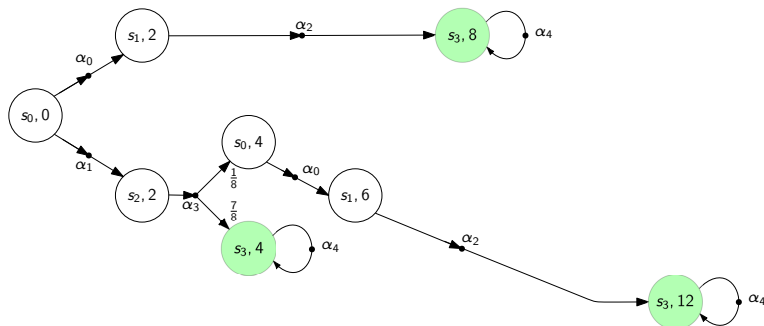 α₂
s₁, 2
s₃, 8
α₄
α₀
s₀, 0
s₀, 4
α₁
α₀
1/8
s₂, 2
s₁, 6
α₃
7/8
α₂
s₃, 4
α₄
s₃, 12
α₄